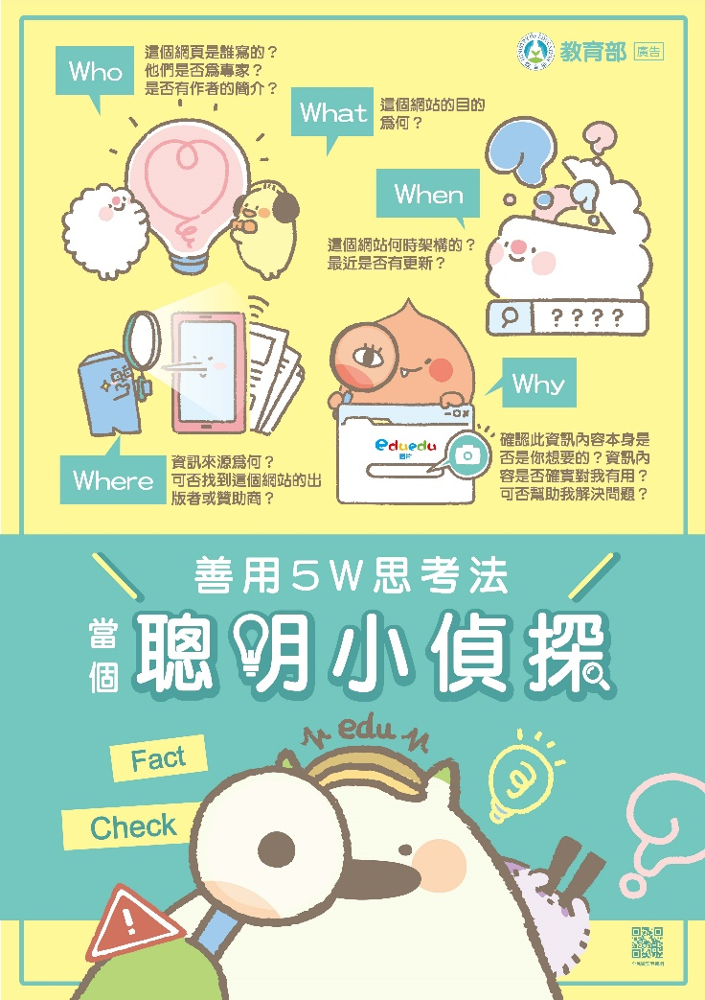 教育部 廣告
Who
這個網頁是誰寫的？
他們是否為專家？
是否有作者的簡介？
What
這個網站的目的
為何？
When
這個網站何時架構的？
最近是否有更新？
？？？？
Why
確認此資訊內容本身是
否是你想要的？資訊內
容是否確實對我有用？
可否幫助我解決問題？
eduedu
圖片
Where
資訊來源為何？
可否找到這個網站的出
版者或贊助商？
善用5W思考法
當個
聰明小偵探
edu
Fact
Check
!